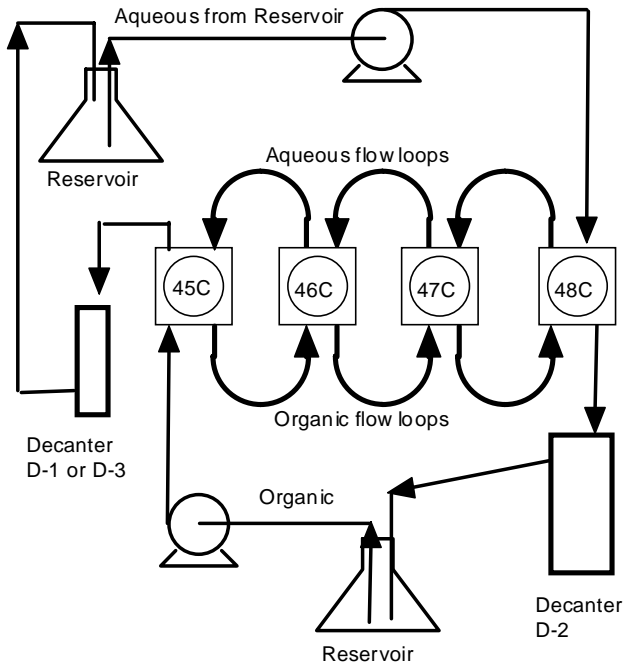 Aqueous from Reservoir
Reservoir
Aqueous flow loops
45C
46C
47C
48C
Organic flow loops
Decanter
D-1 or D-3
Organic
Decanter
D-2
Reservoir